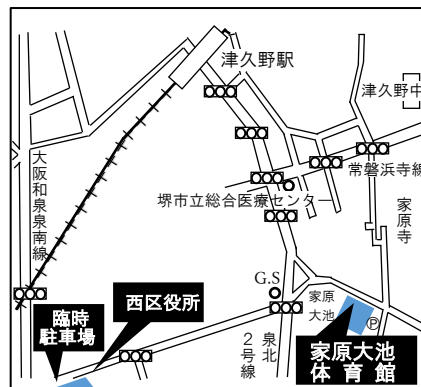 津久野駅
津久野中
大阪和泉泉南線
常磐浜寺線
堺市立総合医療センター
家原寺
G.S
家原
大池
Ⓟ
臨時
駐車場
西区役所
泉北
2号線
家原大池
体育館